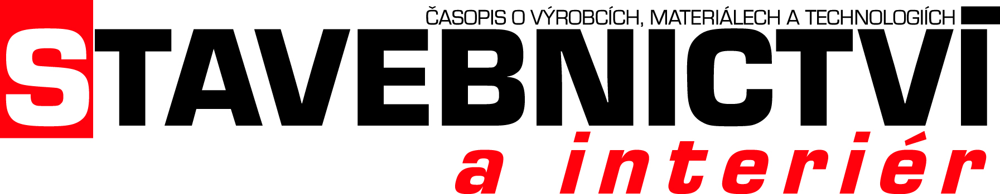 ČASOPIS O VÝROBCÍCH, MATERIÁLECH A TECHNOLOGIÍCH
STAVEBNICTVÍ
a interiér